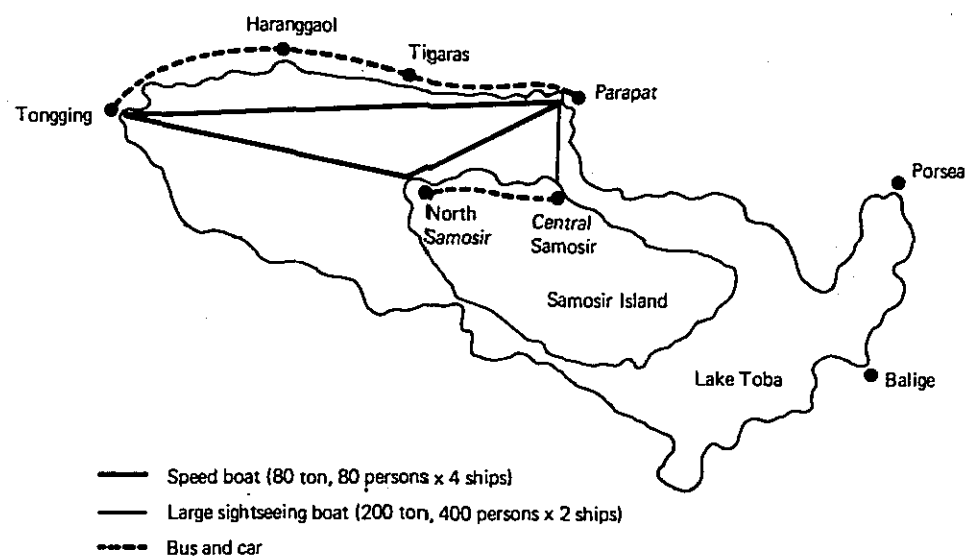 Haranggaol
Tigaras
Parapat
Tongging
Porsea
North
Samosir
Central
Samosir
Samosir Island
Lake Toba
Balige
Speed boat (80 ton, 80 persons x 4 ships)
Large sightseeing boat (200 ton, 400 persons x 2 ships)
Bus and car